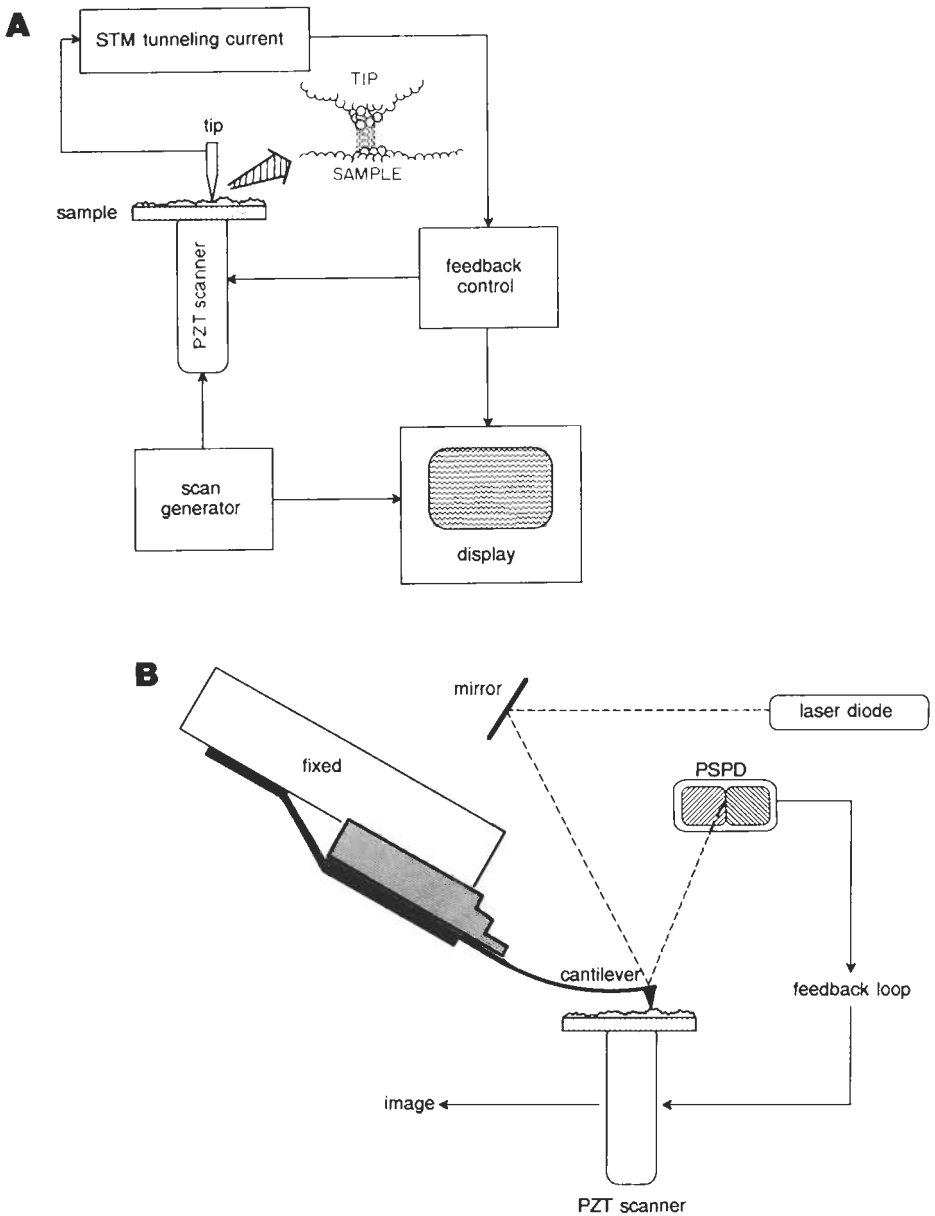 A
STM tunneling current
TIP
tip
SAMPLE
sample
PZT scanner
feedback
control
scan
generator
display
B
mirror
laser diode
fixed
PSPD
cantilever
feedback loop
image
PZT scanner